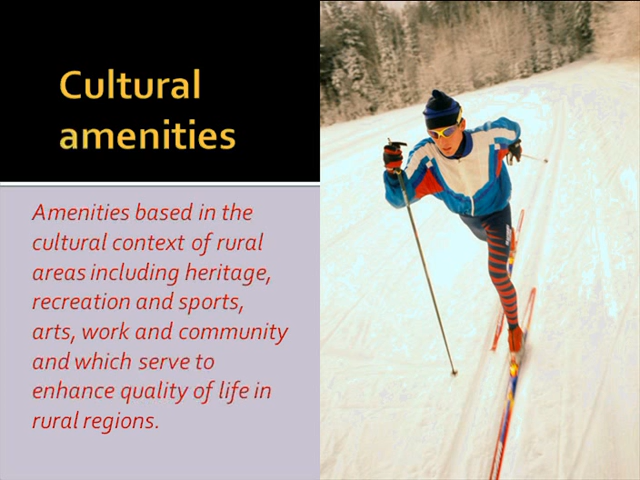 Cultural
amenities
Amenities based in the
cultural context of rural
areas including heritage,
recreation and sports,
arts, work and community
and which serve to
enhance quality of life in
rural regions.